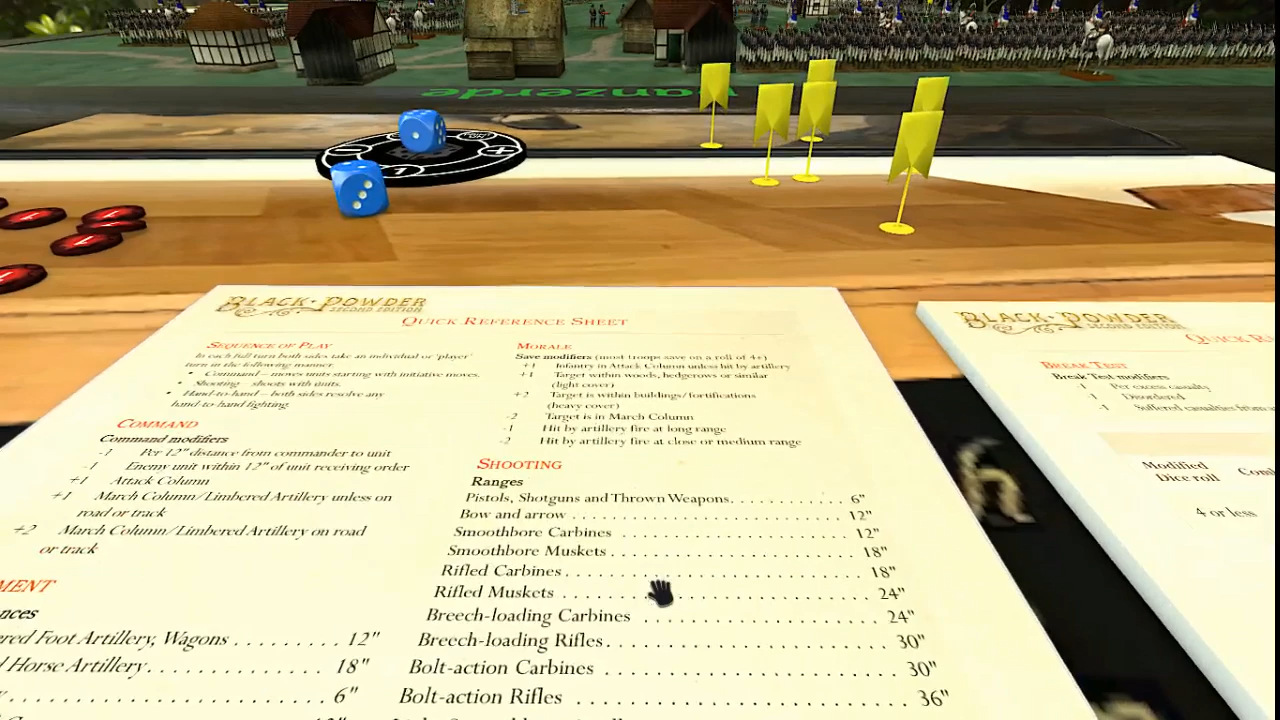 BLACK·POWDER
SECOND EDITION
QUICK REFERENCE SHEET
SEQUENCE OF PLAY
In each full turn both sides take an individual or 'player'
turn in the following manner.
• Command – moves units starting with initiative moves.
• Shooting – shoots with units.
• Hand-to-hand – both sides resolve any
hand-to-hand fighting.
COMMAND
Command modifiers
-1 Per 12" distance from commander to unit
-1 Enemy unit within 12" of unit receiving order
+1 Attack Column
+1 March Column/Limbered Artillery unless on
road or track
+2 March Column/Limbered Artillery on road
or track
MENT
nces
ered Foot Artillery, Wagons 12"
d Horse Artillery 18"
6"
MORALE
Save modifiers (most troops save on a roll of 4+)
+1 Infantry in Attack Column unless hit by artillery
+1 Target within woods, hedgerows or similar
(light cover)
+2 Target is within buildings/fortifications
(heavy cover)
-2 Target is in March Column
-1 Hit by artillery fire at long range
-2 Hit by artillery fire at close or medium range
SHOOTING
Ranges
Pistols, Shotguns and Thrown Weapons 6"
Bow and arrow 12"
Smoothbore Carbines 12"
Smoothbore Muskets 18"
Rifled Carbines 18"
Rifled Muskets 24"
Breech-loading Carbines 24"
Breech-loading Rifles 30"
Bolt-action Carbines 30"
Bolt-action Rifles 36"
BLACK·POWDER
SECOND EDITION
BREAK TEST
Break Test modifiers
-1 Per excess casualty
-1 Disordered
-1 Suffered casualties from
Modified
Dice roll
4 or less